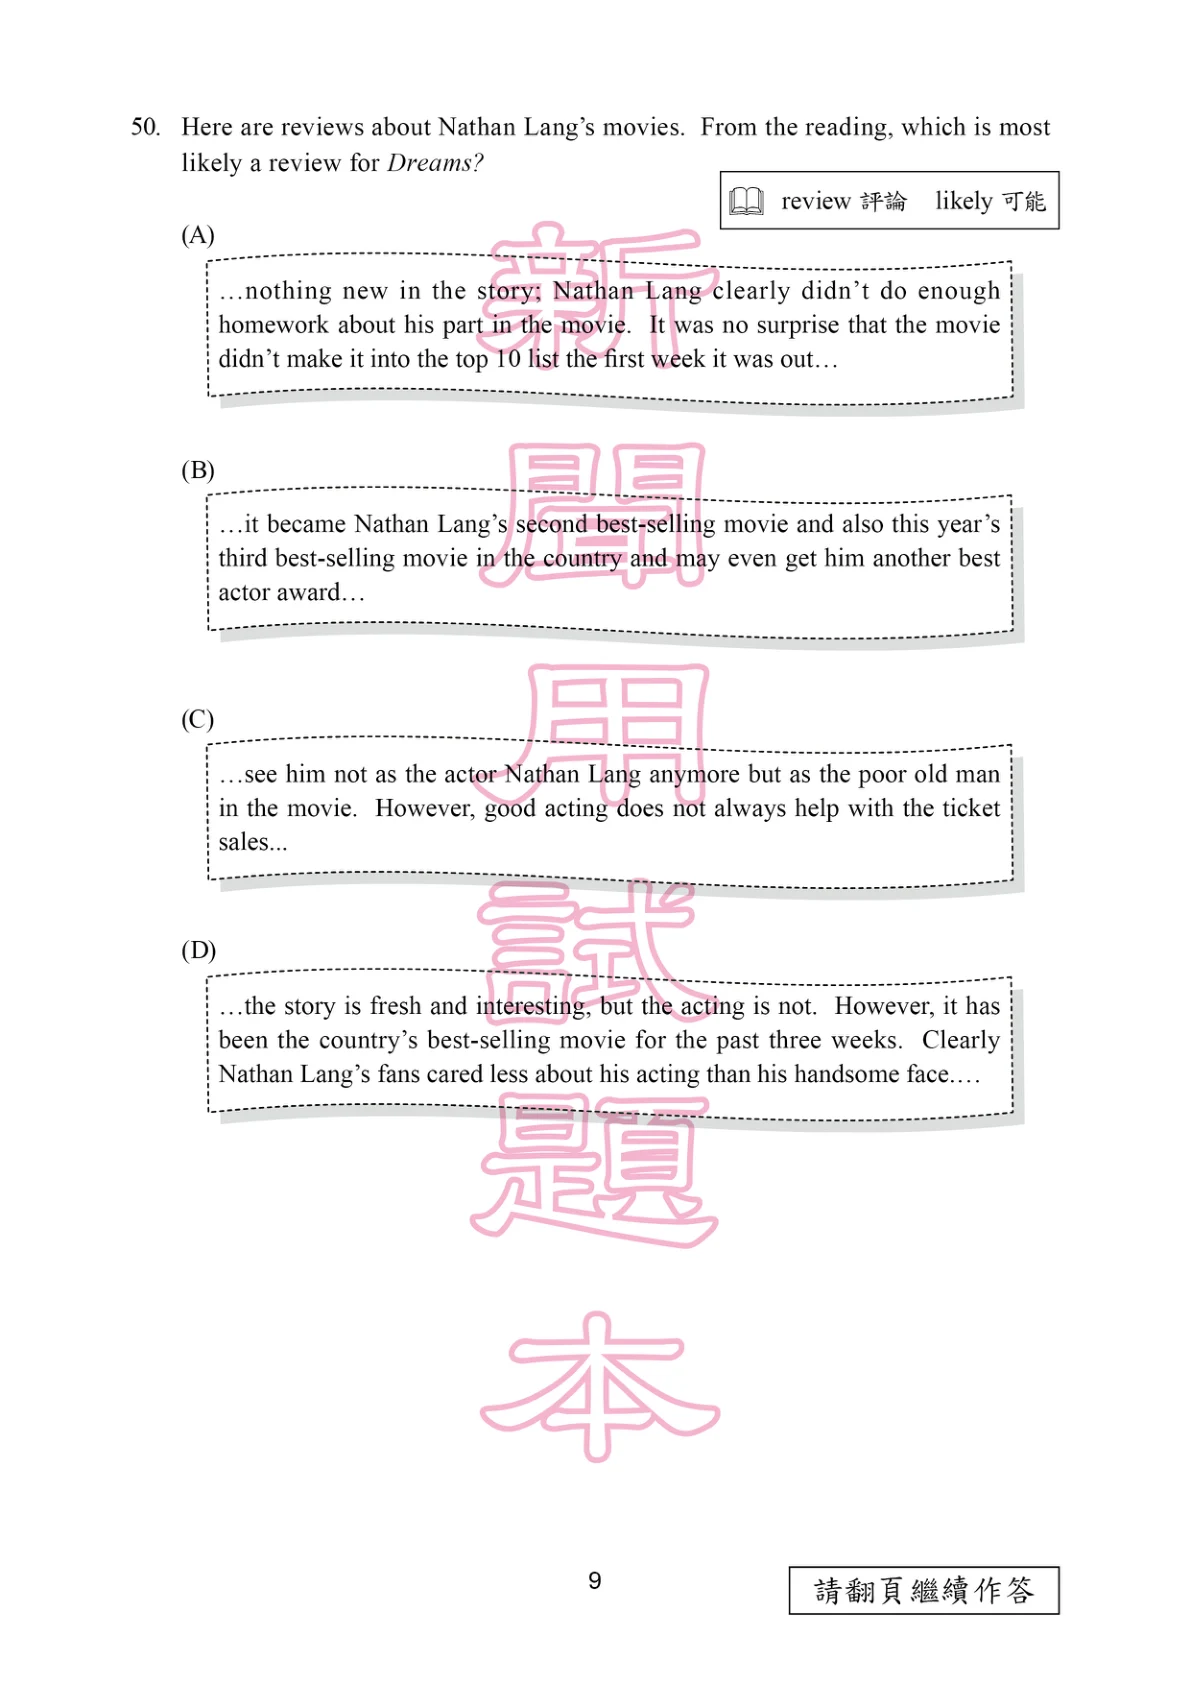 50. Here are reviews about Nathan Lang’s movies. From the reading, which is most
likely a review for Dreams?
review 評論 likely 可能
(A)
…nothing new in the story; Nathan Lang clearly didn’t do enough
homework about his part in the movie. It was no surprise that the movie
didn’t make it into the top 10 list the first week it was out…
(B)
…it became Nathan Lang’s second best-selling movie and also this year’s
third best-selling movie in the country and may even get him another best
actor award…
(C)
…see him not as the actor Nathan Lang anymore but as the poor old man
in the movie. However, good acting does not always help with the ticket
sales...
(D)
…the story is fresh and interesting, but the acting is not. However, it has
been the country’s best-selling movie for the past three weeks. Clearly
Nathan Lang’s fans cared less about his acting than his handsome face.…
新
聞
用
試
題
本
9
請翻頁繼續作答